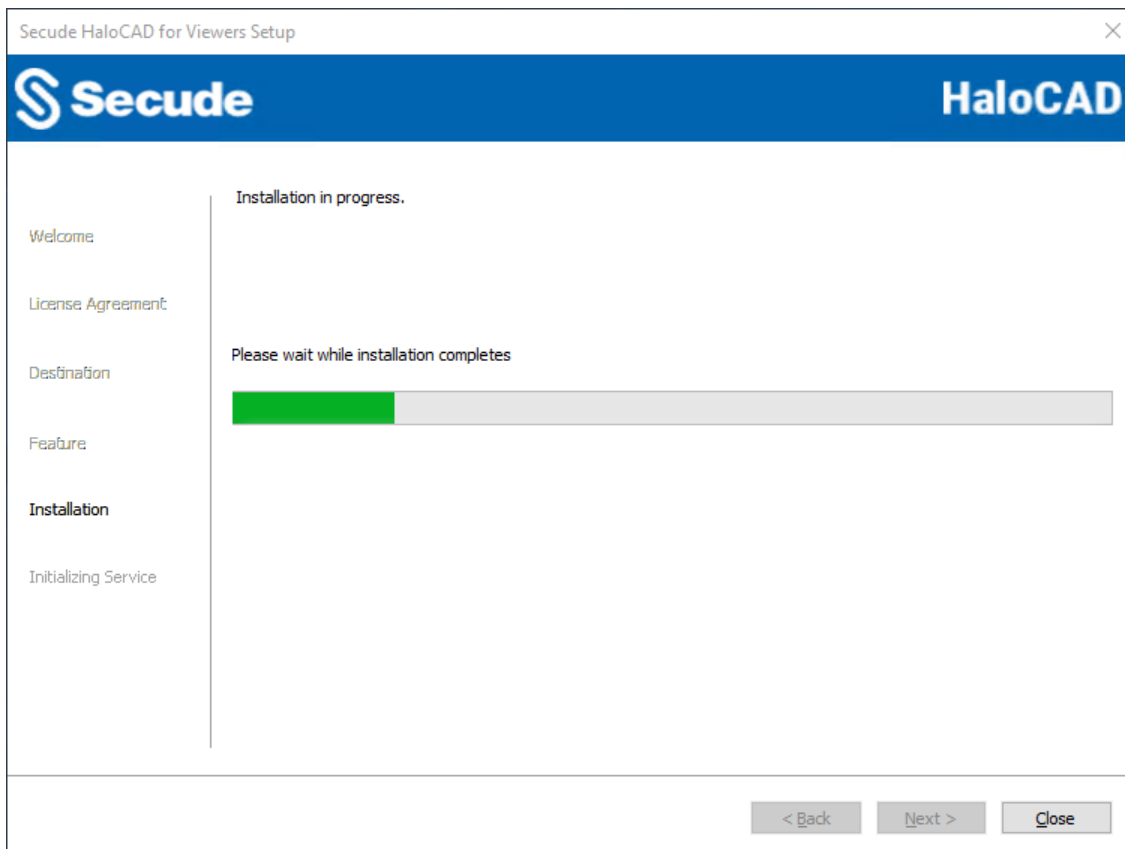 Secude HaloCAD for Viewers Setup
Secude
HaloCAD
Welcome
License Agreement
Destination
Feature
Installation
Initializing Service
Installation in progress.
Please wait while installation completes
< Back
Next >
Close